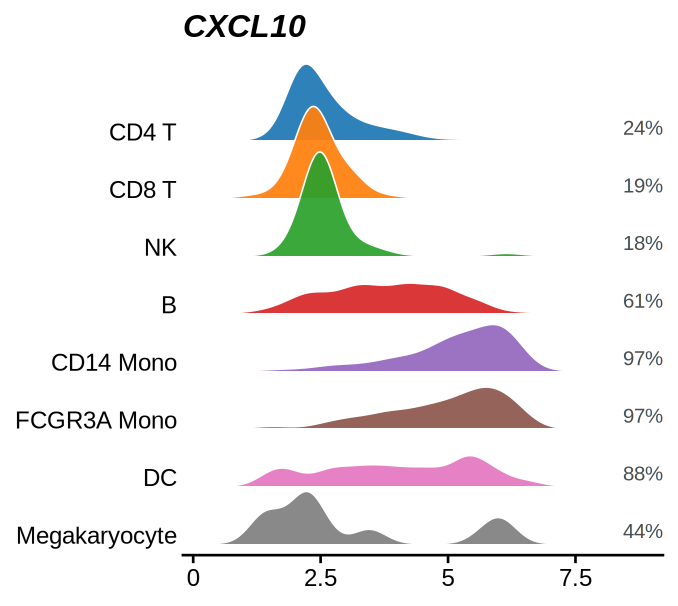 CXCL10
CD4 T 24%
CD8 T 19%
NK 18%
B 61%
CD14 Mono 97%
FCGR3A Mono 97%
DC 88%
Megakaryocyte 44%
0 2.5 5 7.5